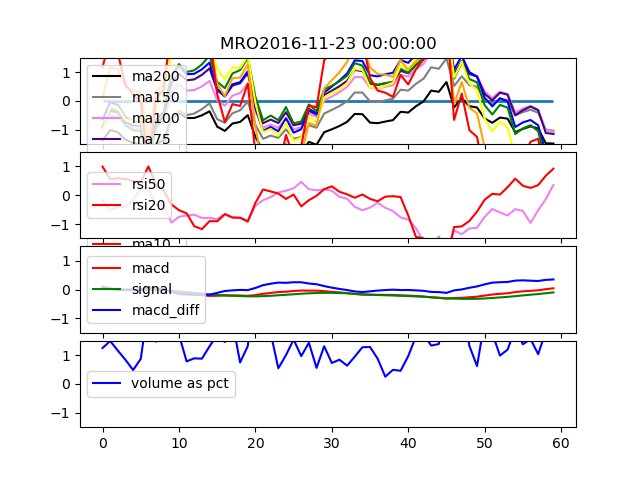 MRO2016-11-23 00:00:00
1
0
−1
ma200
ma150
ma100
ma75
1
0
−1
rsi50
rsi20
ma10
1
0
−1
macd
signal
macd_diff
1
0
−1
volume as pct
0 10 20 30 40 50 60